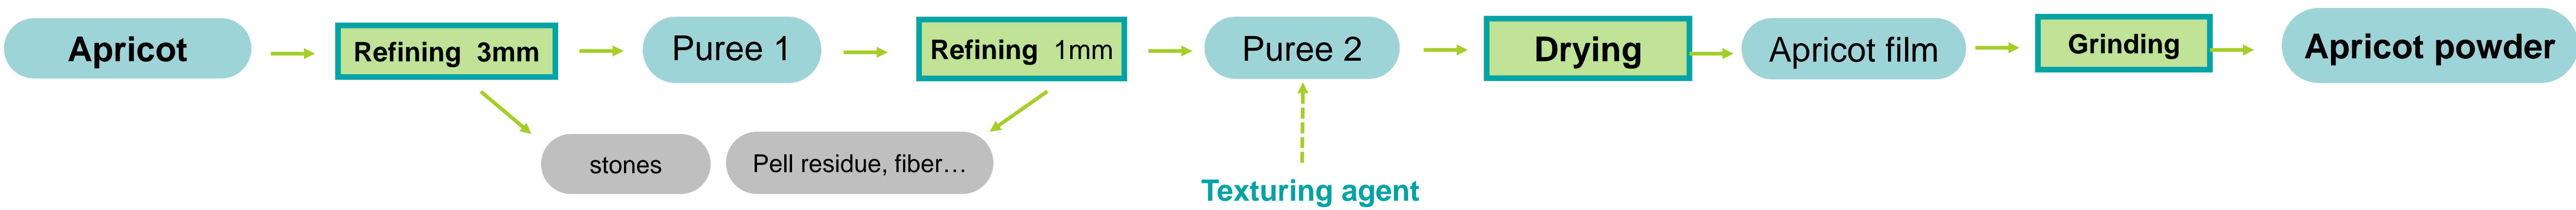 Apricot
Refining 3mm
Puree 1
Refining 1mm
Puree 2
Drying
Apricot film
Grinding
Apricot powder
stones
Pell residue, fiber...
Texturing agent